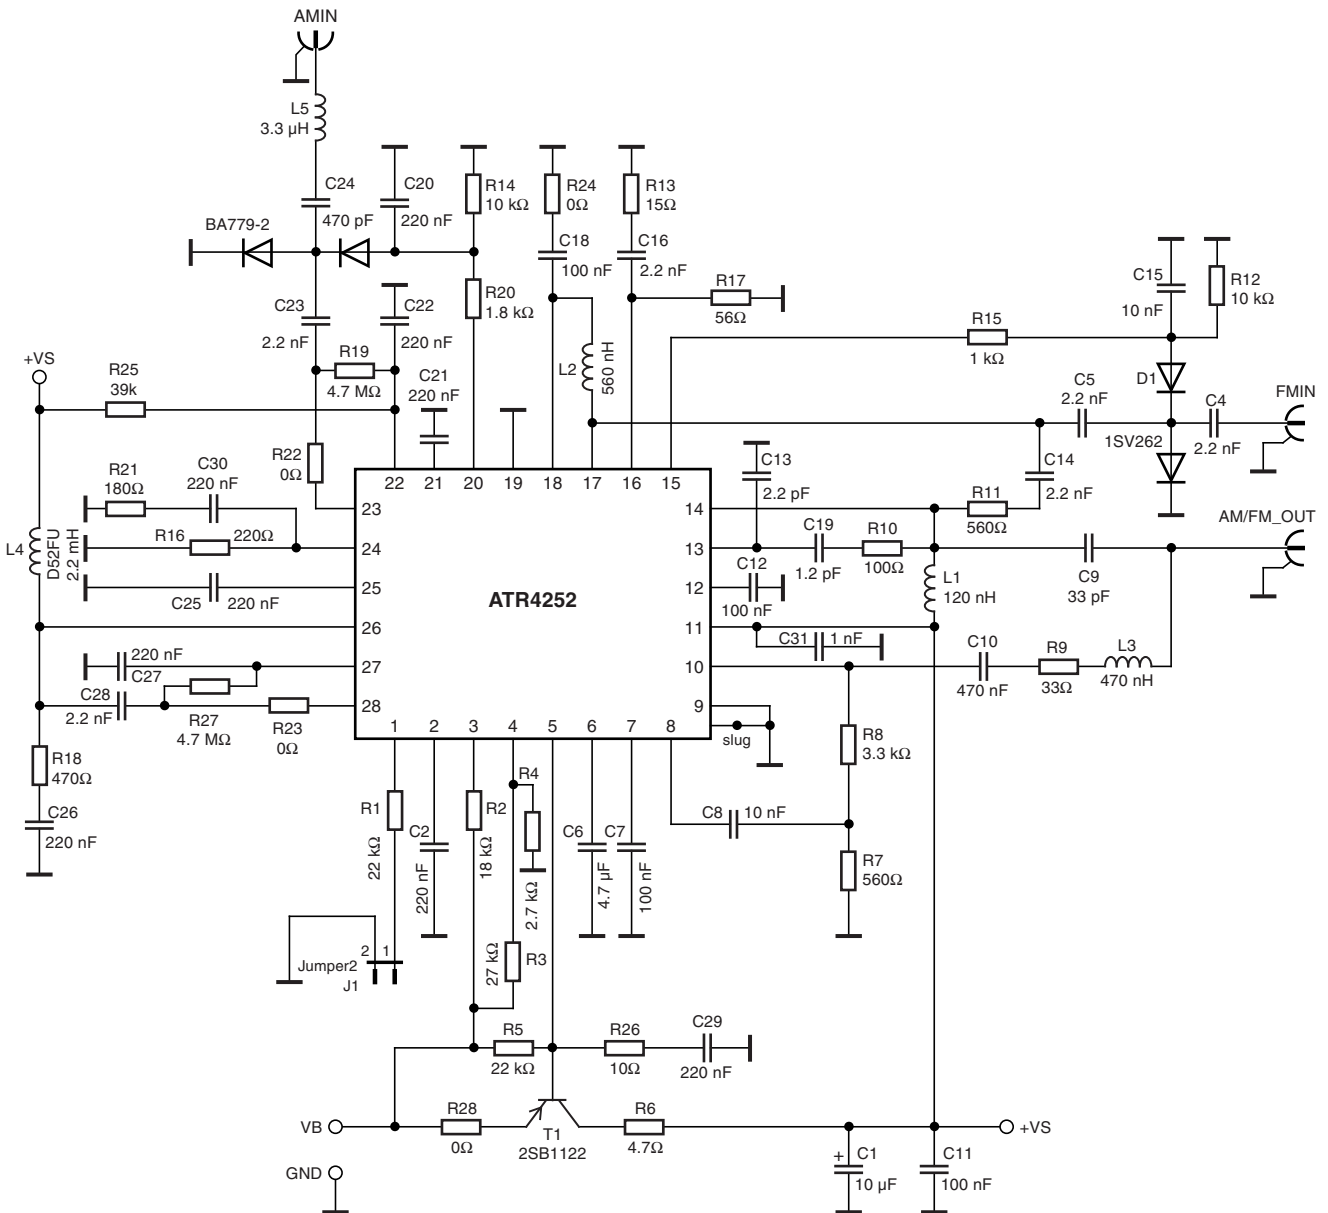 AMIN
L5
3.3 µH
C24
470 pF
C20
220 nF
R14
10 kΩ
R24
0Ω
R13
15Ω
BA779-2
C18
100 nF
C16
2.2 nF
C15
10 nF
R12
10 kΩ
C23
2.2 nF
C22
220 nF
R20
1.8 kΩ
R17
56Ω
R15
1 kΩ
+VS
R25
39k
R19
4.7 MΩ
C21
220 nF
L2
560 nH
C5
2.2 nF
D1
C4
2.2 nF
FMIN
1SV262
R22
0Ω
C13
2.2 pF
C14
2.2 nF
R21
180Ω
C30
220 nF
22 21 20 19 18 17 16 15
23
14
R11
560Ω
AM/FM_OUT
R16
220Ω
24
13
C19
1.2 pF
R10
100Ω
C9
33 pF
L4
D52FU
2.2 mH
C25
220 nF
25
ATR4252
12
C12
100 nF
L1
120 nH
26
11
C31
1 nF
220 nF
C27
27
10
C10
470 nF
R9
33Ω
L3
470 nH
C28
2.2 nF
R27
4.7 MΩ
R23
0Ω
28
9
1 2 3 4 5 6 7 8
slug
R18
470Ω
R8
3.3 kΩ
C26
220 nF
R1
22 kΩ
C2
220 nF
R2
18 kΩ
R4
2.7 kΩ
C6
4.7 µF
C7
100 nF
C8
10 nF
R7
560Ω
2 1
Jumper2
J1
27 kΩ
R3
R5
22 kΩ
R26
10Ω
C29
220 nF
VB
R28
0Ω
T1
2SB1122
R6
4.7Ω
+VS
GND
+
C1
10 µF
C11
100 nF